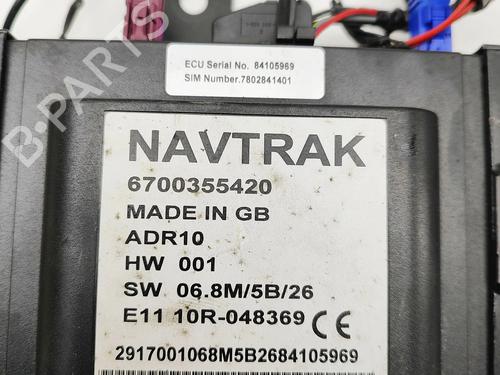 ECU Serial No. 84105969
SIM Number.7802841401
B-PARTS
NAVTRAK
6700355420
MADE IN GB
ADR10
HW 001
SW 06.8M/5B/26
E11 10R-048369 CE
2917001068M5B2684105969